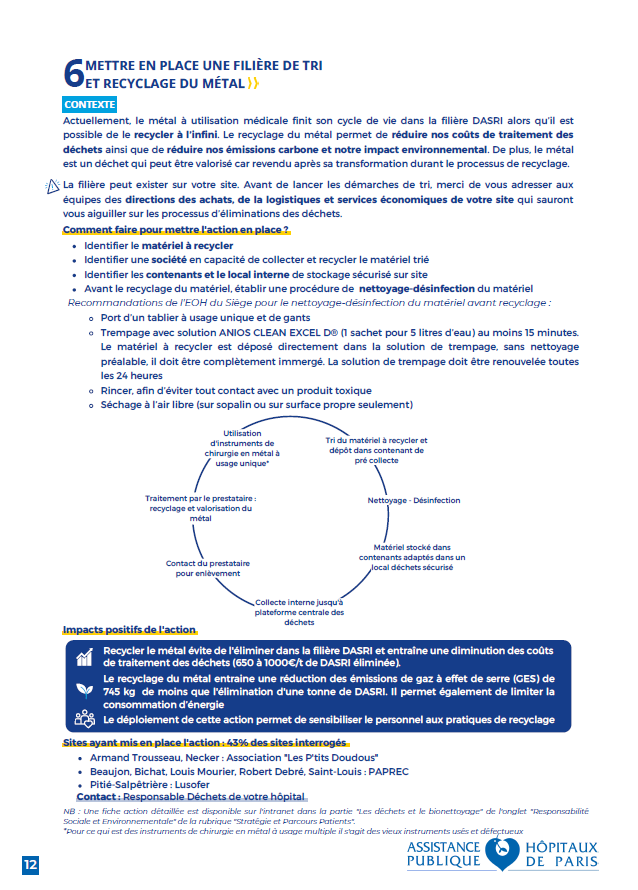 6 METTRE EN PLACE UNE FILIÈRE DE TRI
ET RECYCLAGE DU MÉTAL
CONTEXTE
Actuellement, le métal à utilisation médicale finit son cycle de vie dans la filière DASRI alors qu'il est
possible de le recycler à l'infini. Le recyclage du métal permet de réduire nos coûts de traitement des
déchets ainsi que de réduire nos émissions carbone et notre impact environnemental. De plus, le métal
est un déchet qui peut être valorisé car revendu après sa transformation durant le processus de recyclage.
La filière peut exister sur votre site. Avant de lancer les démarches de tri, merci de vous adresser aux
équipes des directions des achats, de la logistiques et services économiques de votre site qui sauront
vous aiguiller sur les processus d'éliminations des déchets.
Comment faire pour mettre l'action en place ?
• Identifier le matériel à recycler
• Identifier une société en capacité de collecter et recycler le matériel trié
• Identifier les contenants et le local interne de stockage sécurisé sur site
• Avant le recyclage du matériel, établir une procédure de nettoyage-désinfection du matériel
Recommandations de l'EOH du Siège pour le nettoyage-désinfection du matériel avant recyclage :
Port d'un tablier à usage unique et de gants
Trempage avec solution ANIOS CLEAN EXCEL D® (1 sachet pour 5 litres d'eau) au moins 15 minutes.
Le matériel à recycler est déposé directement dans la solution de trempage, sans nettoyage
préalable, il doit être complètement immergé. La solution de trempage doit être renouvelée toutes
les 24 heures
Rincer, afin d'éviter tout contact avec un produit toxique
Séchage à l'air libre (sur sopalin ou sur surface propre seulement)
Utilisation
d'instruments de
chirurgie en métal à
usage unique*
Tri du matériel à recycler et
dépôt dans contenant de
pré collecte
Nettoyage - Désinfection
Matériel stocké dans
contenants adaptés dans un
local déchets sécurisé
Collecte interne jusqu'à
plateforme centrale des
déchets
Contact du prestataire
pour enlèvement
Traitement par le prestataire :
recyclage et valorisation du
métal
Impacts positifs de l'action
Recycler le métal évite de l'éliminer dans la filière DASRI et entraîne une diminution des coûts
de traitement des déchets (650 à 1000€/t de DASRI éliminée).
Le recyclage du métal entraine une réduction des émissions de gaz à effet de serre (GES) de
745 kg de moins que l'élimination d'une tonne de DASRI. Il permet également de limiter la
consommation d'énergie
Le déploiement de cette action permet de sensibiliser le personnel aux pratiques de recyclage
Sites ayant mis en place l'action : 43% des sites interrogés
• Armand Trousseau, Necker : Association "Les P'tits Doudous"
• Beaujon, Bichat, Louis Mourier, Robert Debré, Saint-Louis : PAPREC
• Pitié-Salpêtrière : Lusofer
Contact : Responsable Déchets de votre hôpital
NB : Une fiche action détaillée est disponible sur l'intranet dans la partie "Les déchets et le bionettoyage" de l'onglet "Responsabilité
Sociale et Environnementale" de la rubrique "Stratégie et Parcours Patients".
*Pour ce qui est des instruments de chirurgie en métal à usage multiple il s'agit des vieux instruments usés et défectueux
12
ASSISTANCE
PUBLIQUE
HÔPITAUX
DE PARIS